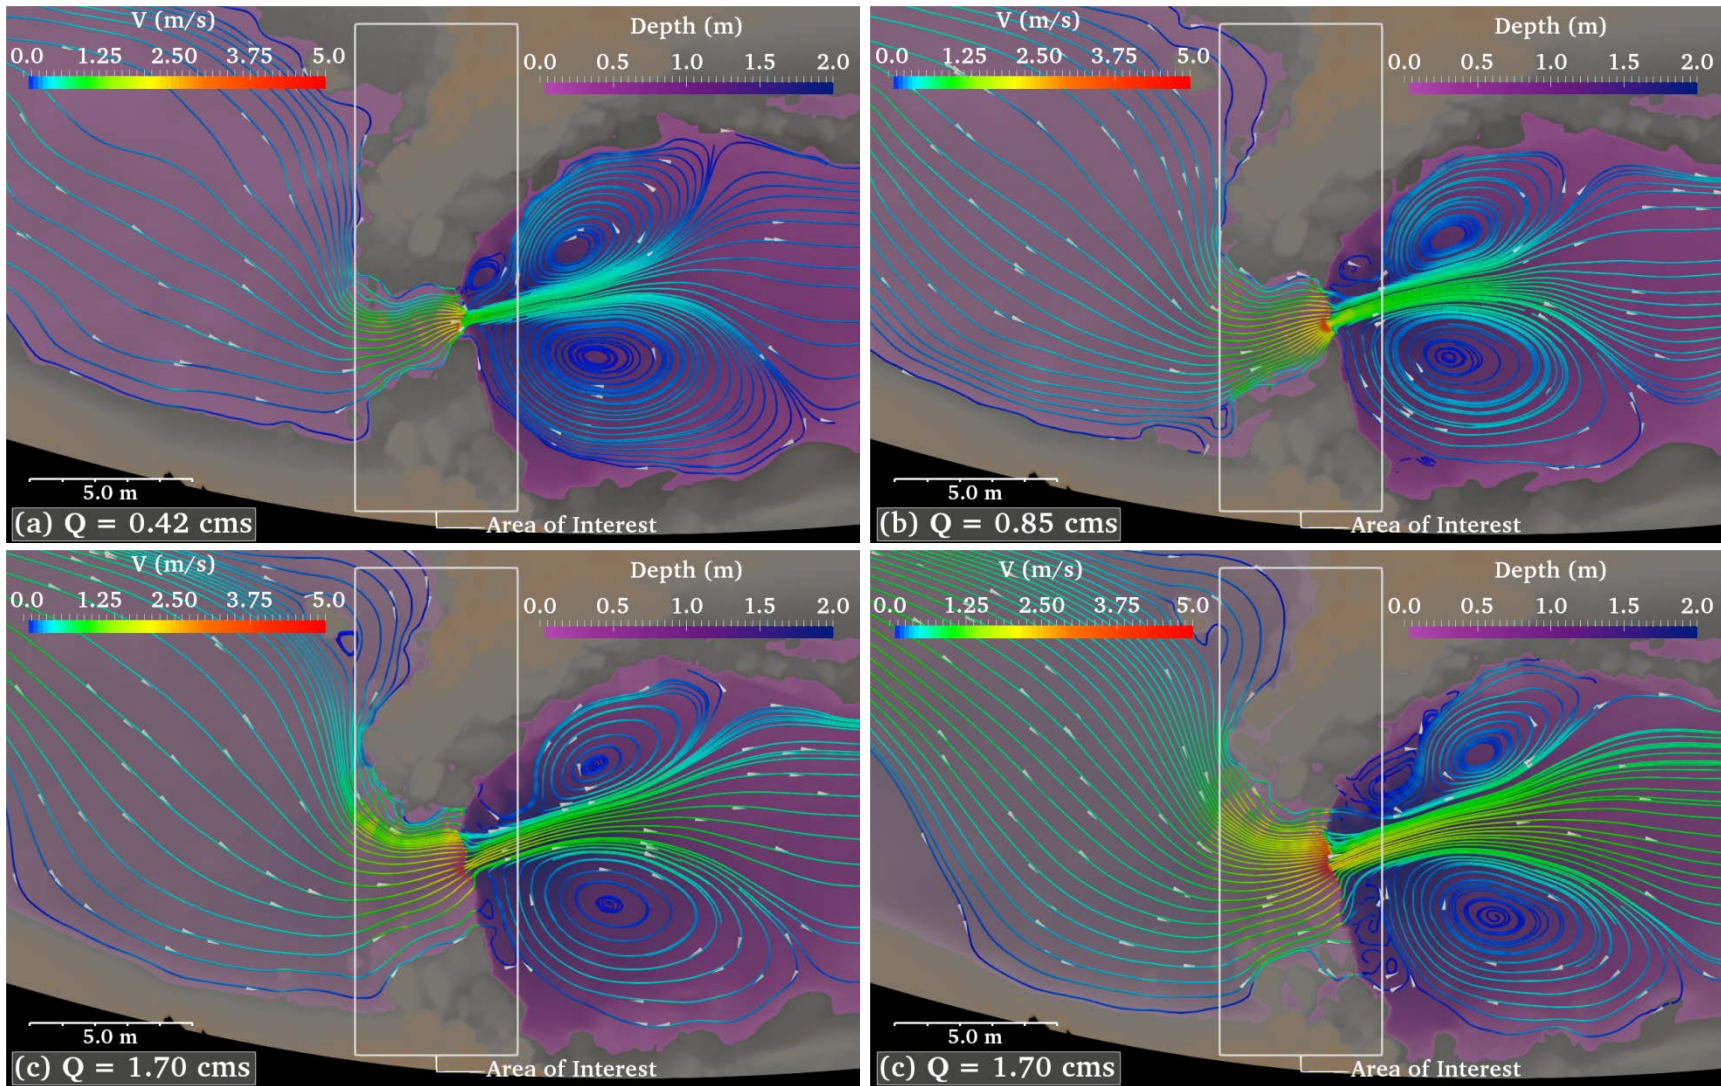 V (m/s)
0.0 1.25 2.50 3.75 5.0
Depth (m)
0.0 0.5 1.0 1.5 2.0
5.0 m
(a) Q = 0.42 cms
Area of Interest
V (m/s)
0.0 1.25 2.50 3.75 5.0
Depth (m)
0.0 0.5 1.0 1.5 2.0
5.0 m
(b) Q = 0.85 cms
Area of Interest
V (m/s)
0.0 1.25 2.50 3.75 5.0
Depth (m)
0.0 0.5 1.0 1.5 2.0
5.0 m
(c) Q = 1.70 cms
Area of Interest
V (m/s)
0.0 1.25 2.50 3.75 5.0
Depth (m)
0.0 0.5 1.0 1.5 2.0
5.0 m
(c) Q = 1.70 cms
Area of Interest